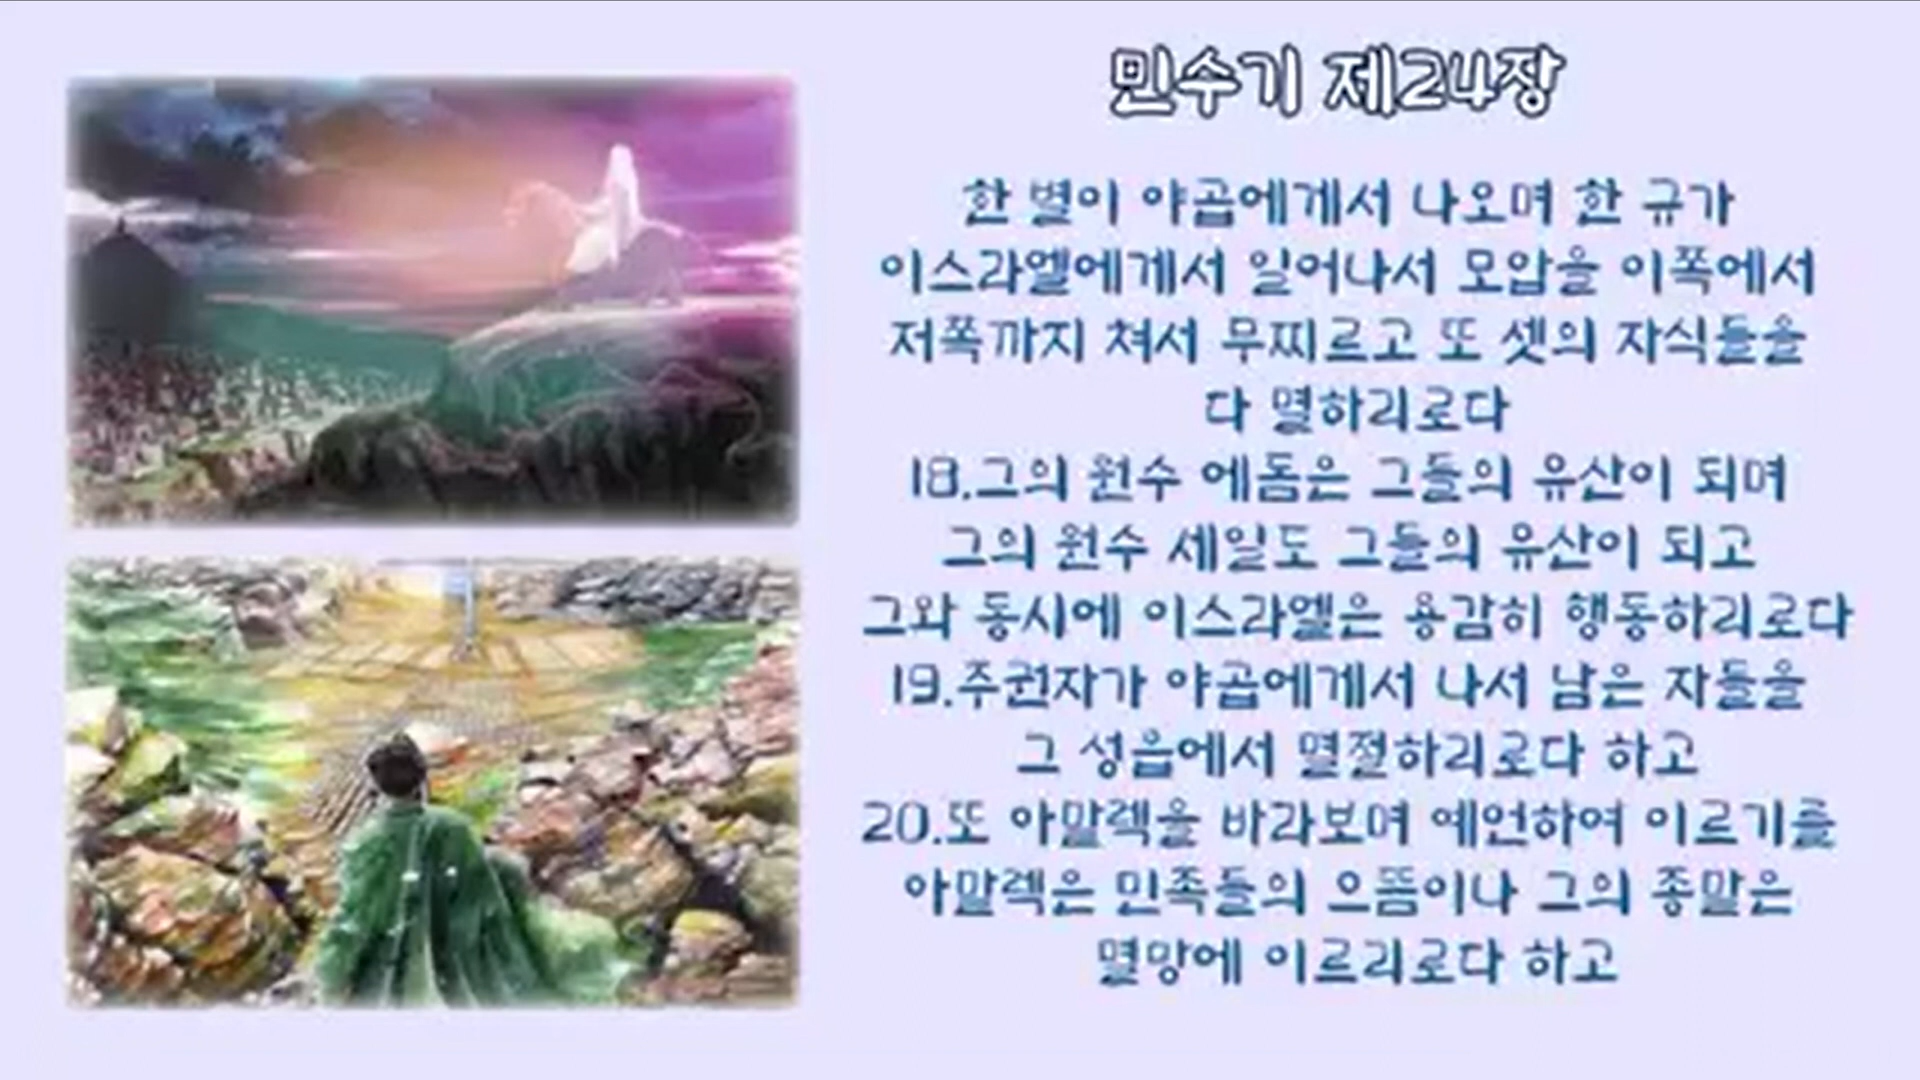 민수기 제24장
한 별이 야곱에게서 나오며 한 규가
이스라엘에게서 일어나서 모압을 이쪽에서
저쪽까지 쳐서 무찌르고 또 셋의 자식들을
다 멸하리로다
18.그의 원수 에돔은 그들의 유산이 되며
그의 원수 세일도 그들의 유산이 되고
그와 동시에 이스라엘은 용감히 행동하리로다
19.주권자가 야곱에게서 나서 남은 자들을
그 성읍에서 멸절하리로다 하고
20.또 아말렉을 바라보며 예언하여 이르기를
아말렉은 민족들의 으뜸이나 그의 종말은
멸망에 이르리로다 하고